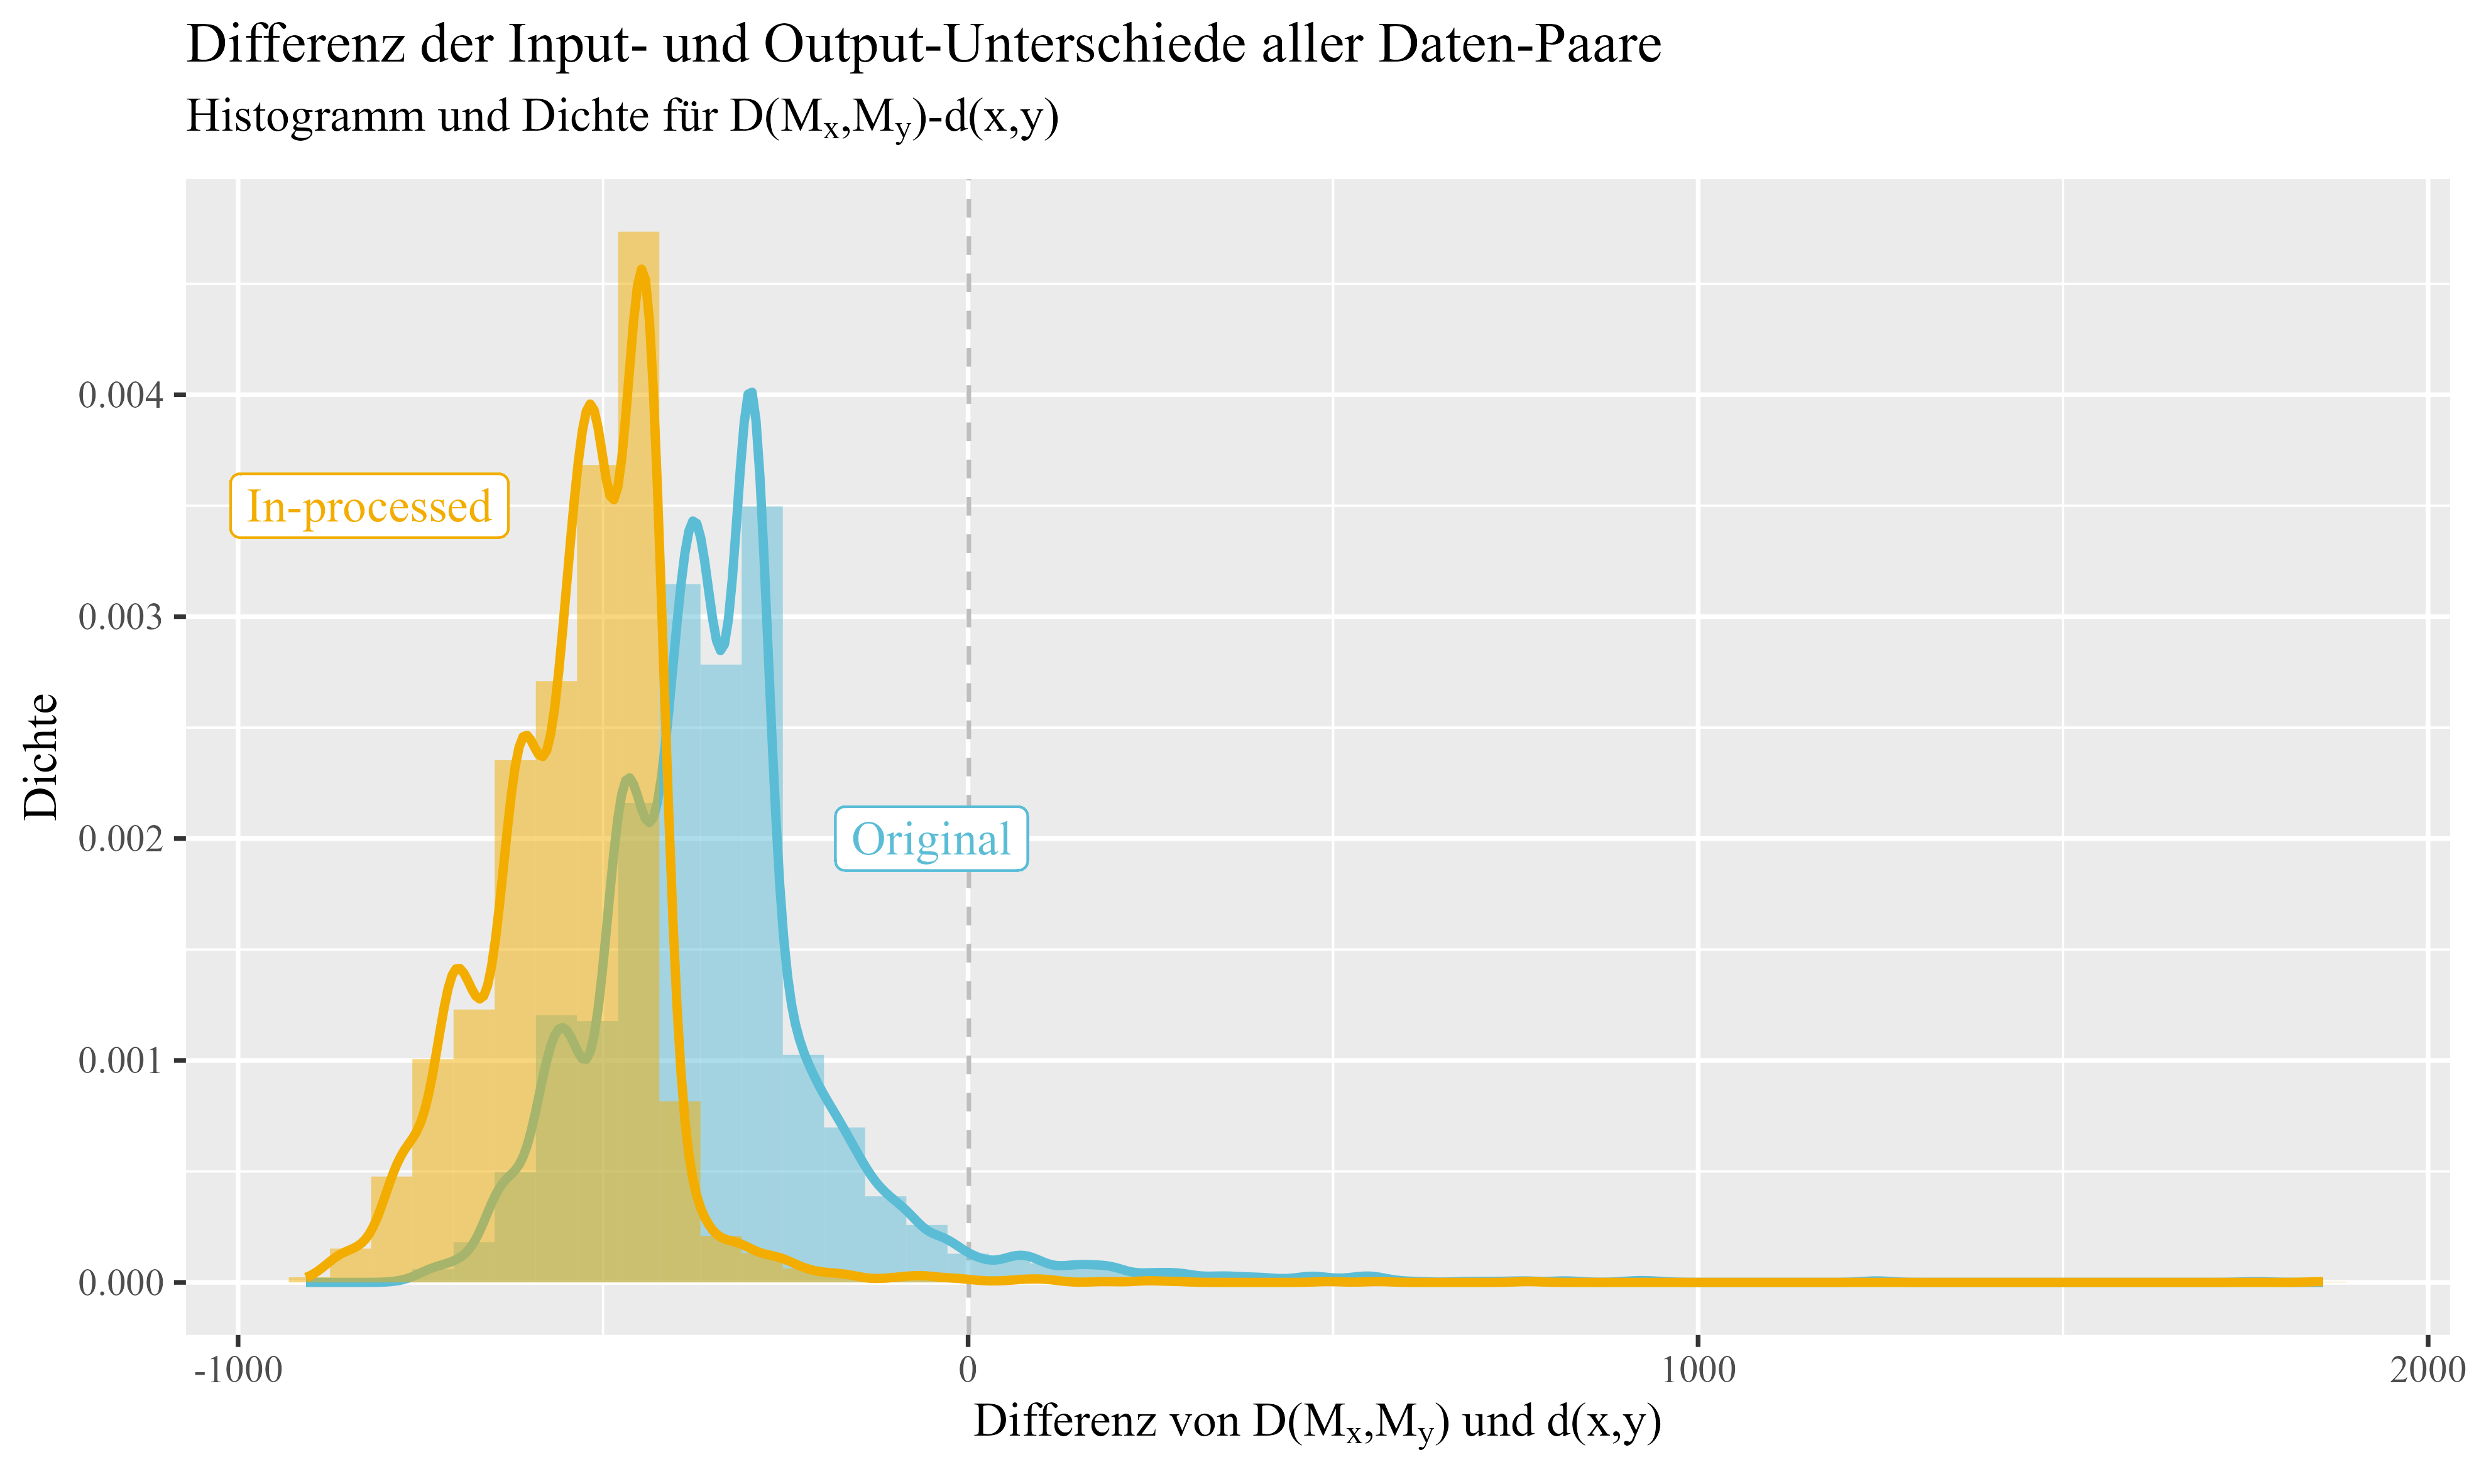 Differenz der Input- und Output-Unterschiede aller Daten-Paare
Histogramm und Dichte für D(Mx,My)-d(x,y)
Dichte
0.004
0.003
0.002
0.001
0.000
In-processed
Original
-1000 0 1000 2000
Differenz von D(Mx,My) und d(x,y)